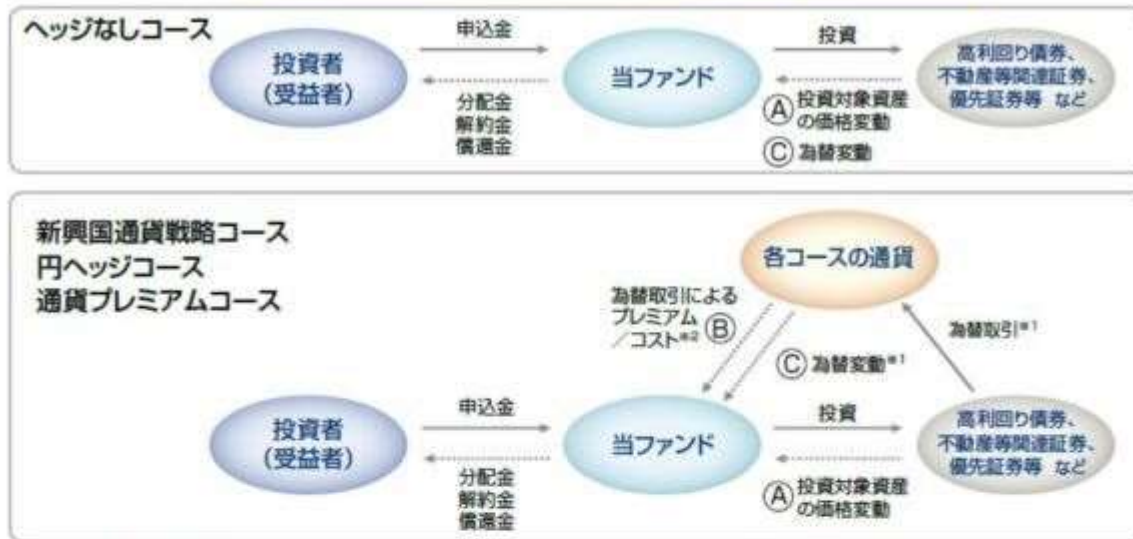 ヘッジなしコース
申込金
投資
投資者
(受益者)
当ファンド
高利回り債券、
不動産等関連証券、
優先証券等 など
分配金
解約金
償還金
Ⓐ 投資対象資産
の価格変動
Ⓒ 為替変動
新興国通貨戦略コース
円ヘッジコース
通貨プレミアムコース
各コースの通貨
為替取引による
プレミアム
/コスト※2 Ⓑ
為替取引※1
Ⓒ 為替変動※1
申込金
投資
投資者
(受益者)
当ファンド
高利回り債券、
不動産等関連証券、
優先証券等 など
分配金
解約金
償還金
Ⓐ 投資対象資産
の価格変動